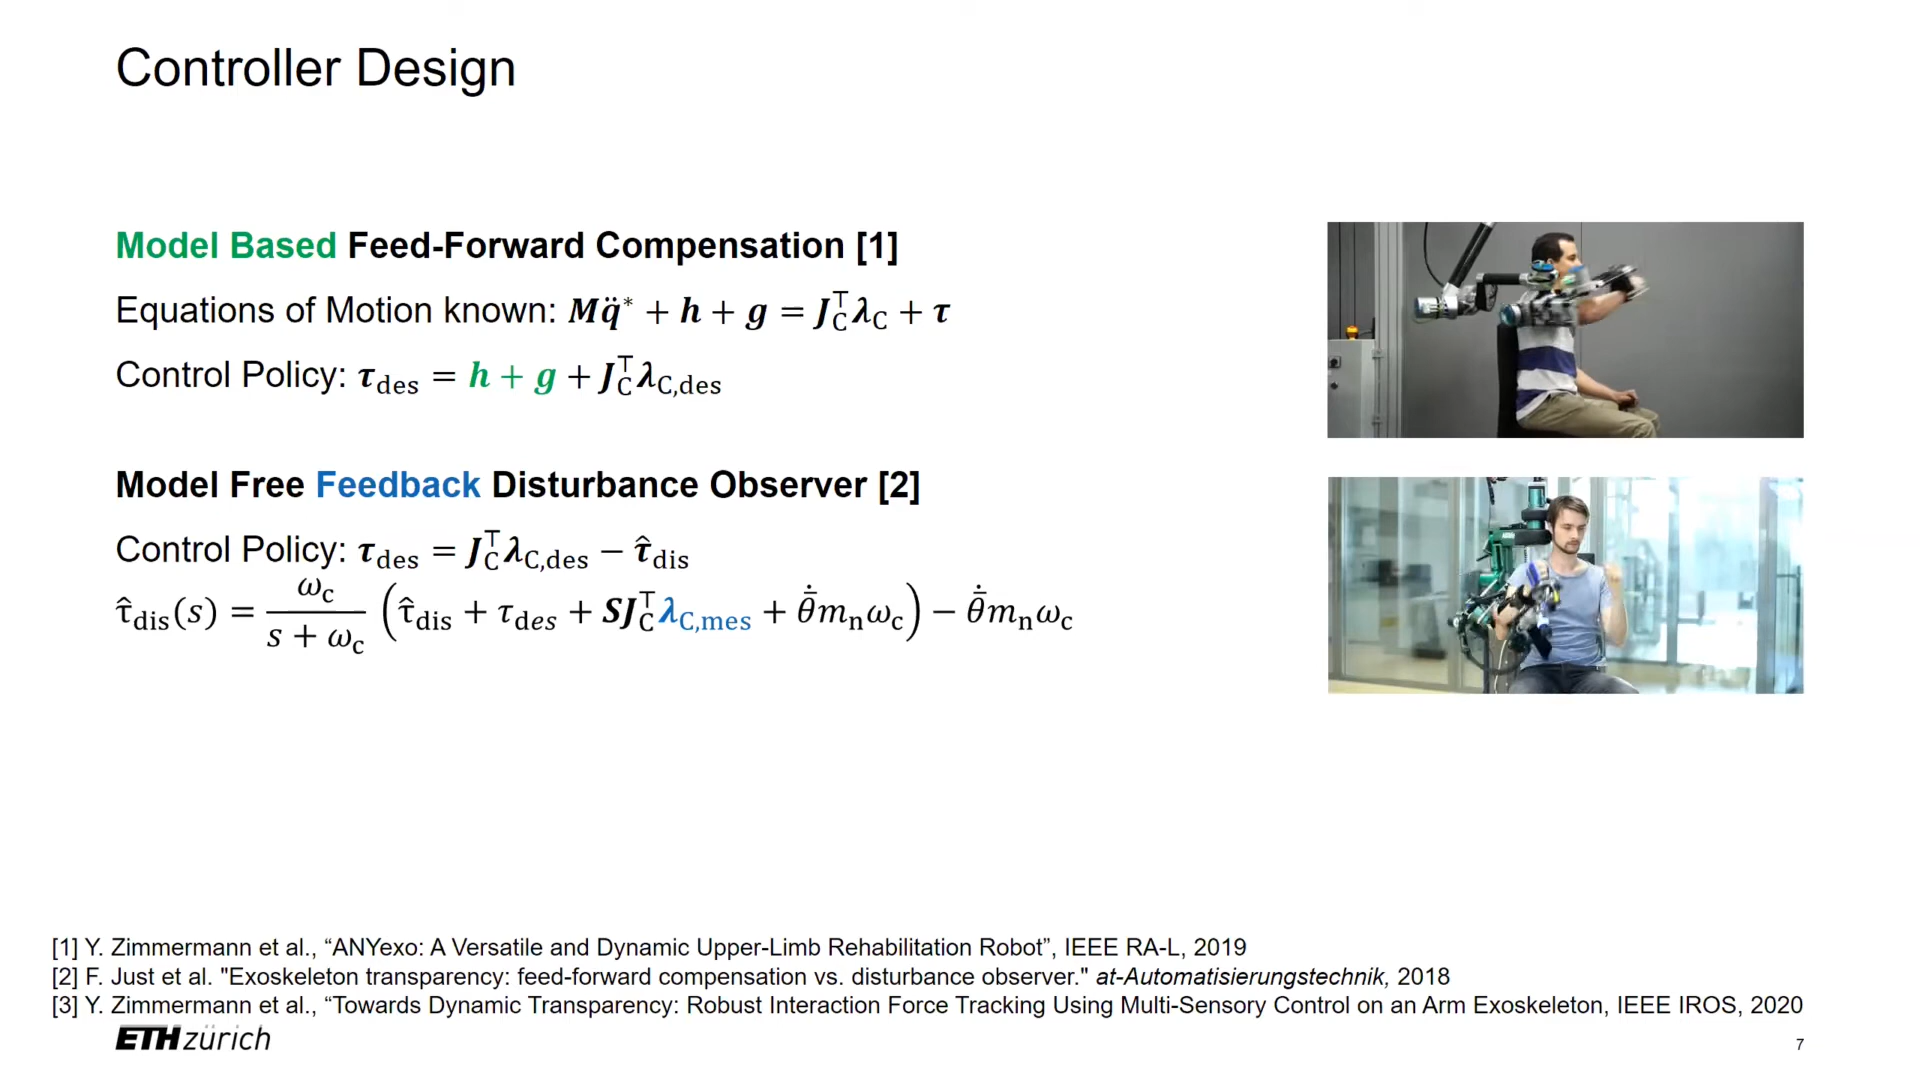 Controller Design
Model Based Feed-Forward Compensation [1]
Equations of Motion known: Mq̈* + h + g = J_C^T λ_C + τ
Control Policy: τ_des = h + g + J_C^T λ_C,des
Model Free Feedback Disturbance Observer [2]
Control Policy: τ_des = J_C^T λ_C,des − τ̂_dis
τ̂_dis(s) = ω_c / (s + ω_c) (τ̂_dis + τ_des + SJ_C^T λ_C,mes + θ̄̇ m_n ω_c) − θ̄̇ m_n ω_c
[1] Y. Zimmermann et al., “ANYexo: A Versatile and Dynamic Upper-Limb Rehabilitation Robot”, IEEE RA-L, 2019
[2] F. Just et al. "Exoskeleton transparency: feed-forward compensation vs. disturbance observer." at-Automatisierungstechnik, 2018
[3] Y. Zimmermann et al., “Towards Dynamic Transparency: Robust Interaction Force Tracking Using Multi-Sensory Control on an Arm Exoskeleton, IEEE IROS, 2020
ETH zürich
7